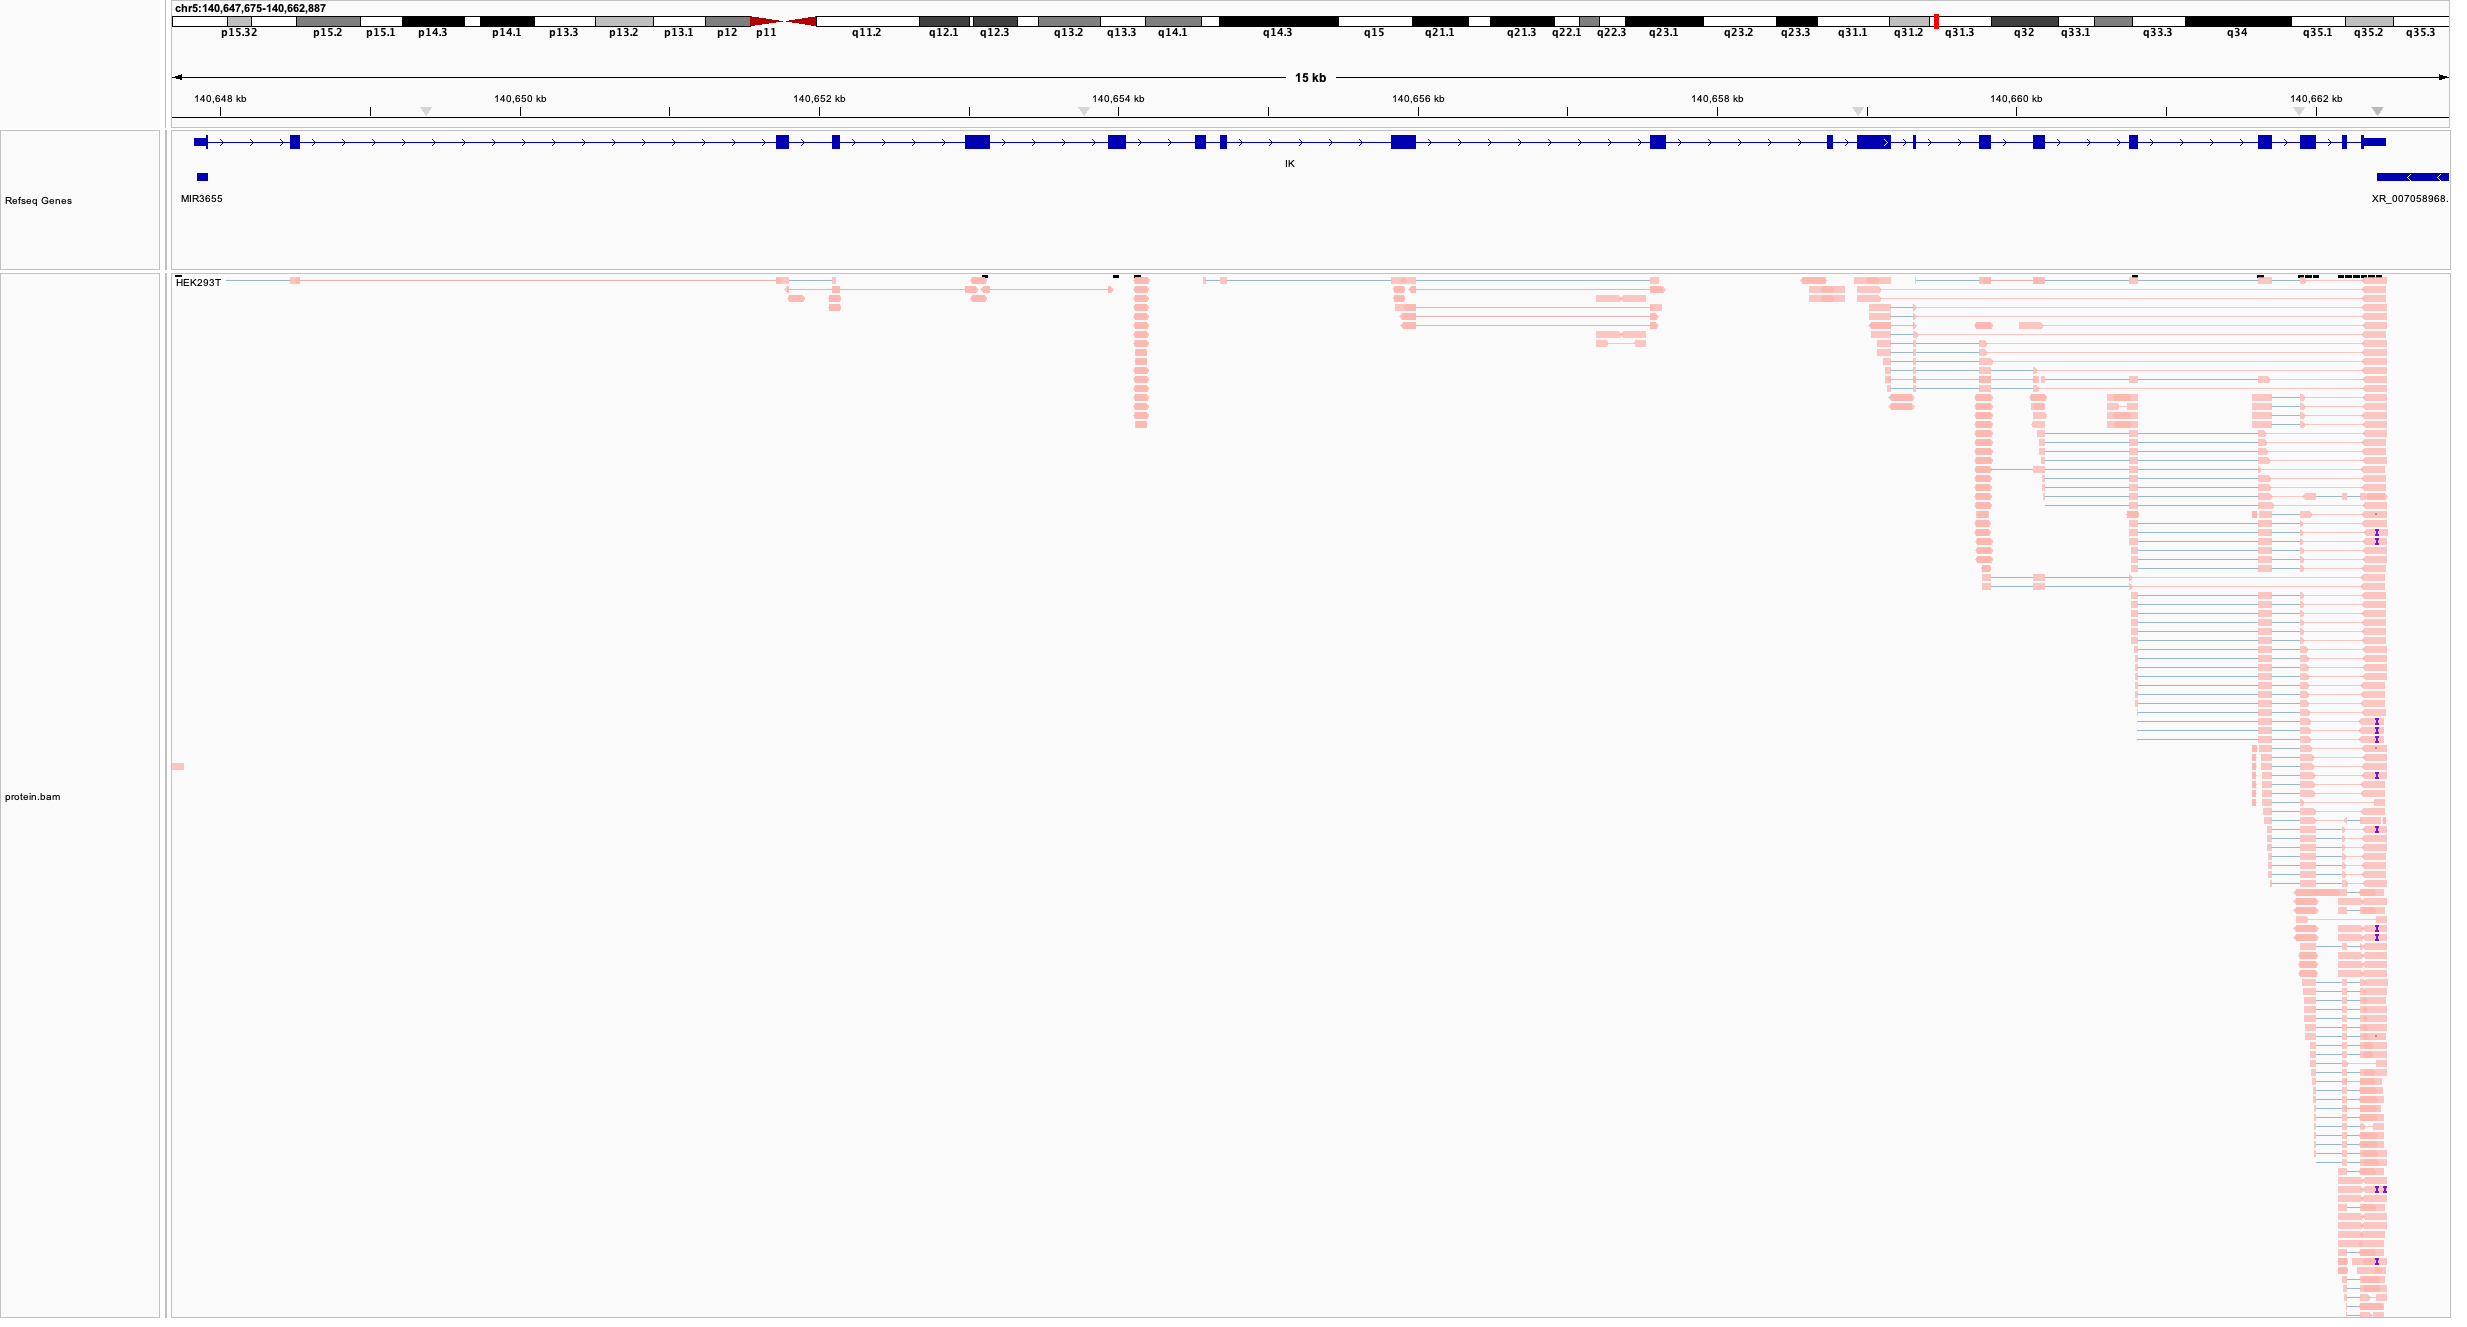 chr5:140,647,675-140,662,887
p15.32 p15.2 p15.1 p14.3 p14.1 p13.3 p13.2 p13.1 p12 p11 q11.2 q12.1 q12.3 q13.2 q13.3 q14.1 q14.3 q15 q21.1 q21.3 q22.1 q22.3 q23.1 q23.2 q23.3 q31.1 q31.2 q31.3 q32 q33.1 q33.3 q34 q35.1 q35.2 q35.3
15 kb
140,648 kb 140,650 kb 140,652 kb 140,654 kb 140,656 kb 140,658 kb 140,660 kb 140,662 kb
IK
Refseq Genes
MIR3655 XR_007058968.
HEK293T
protein.bam